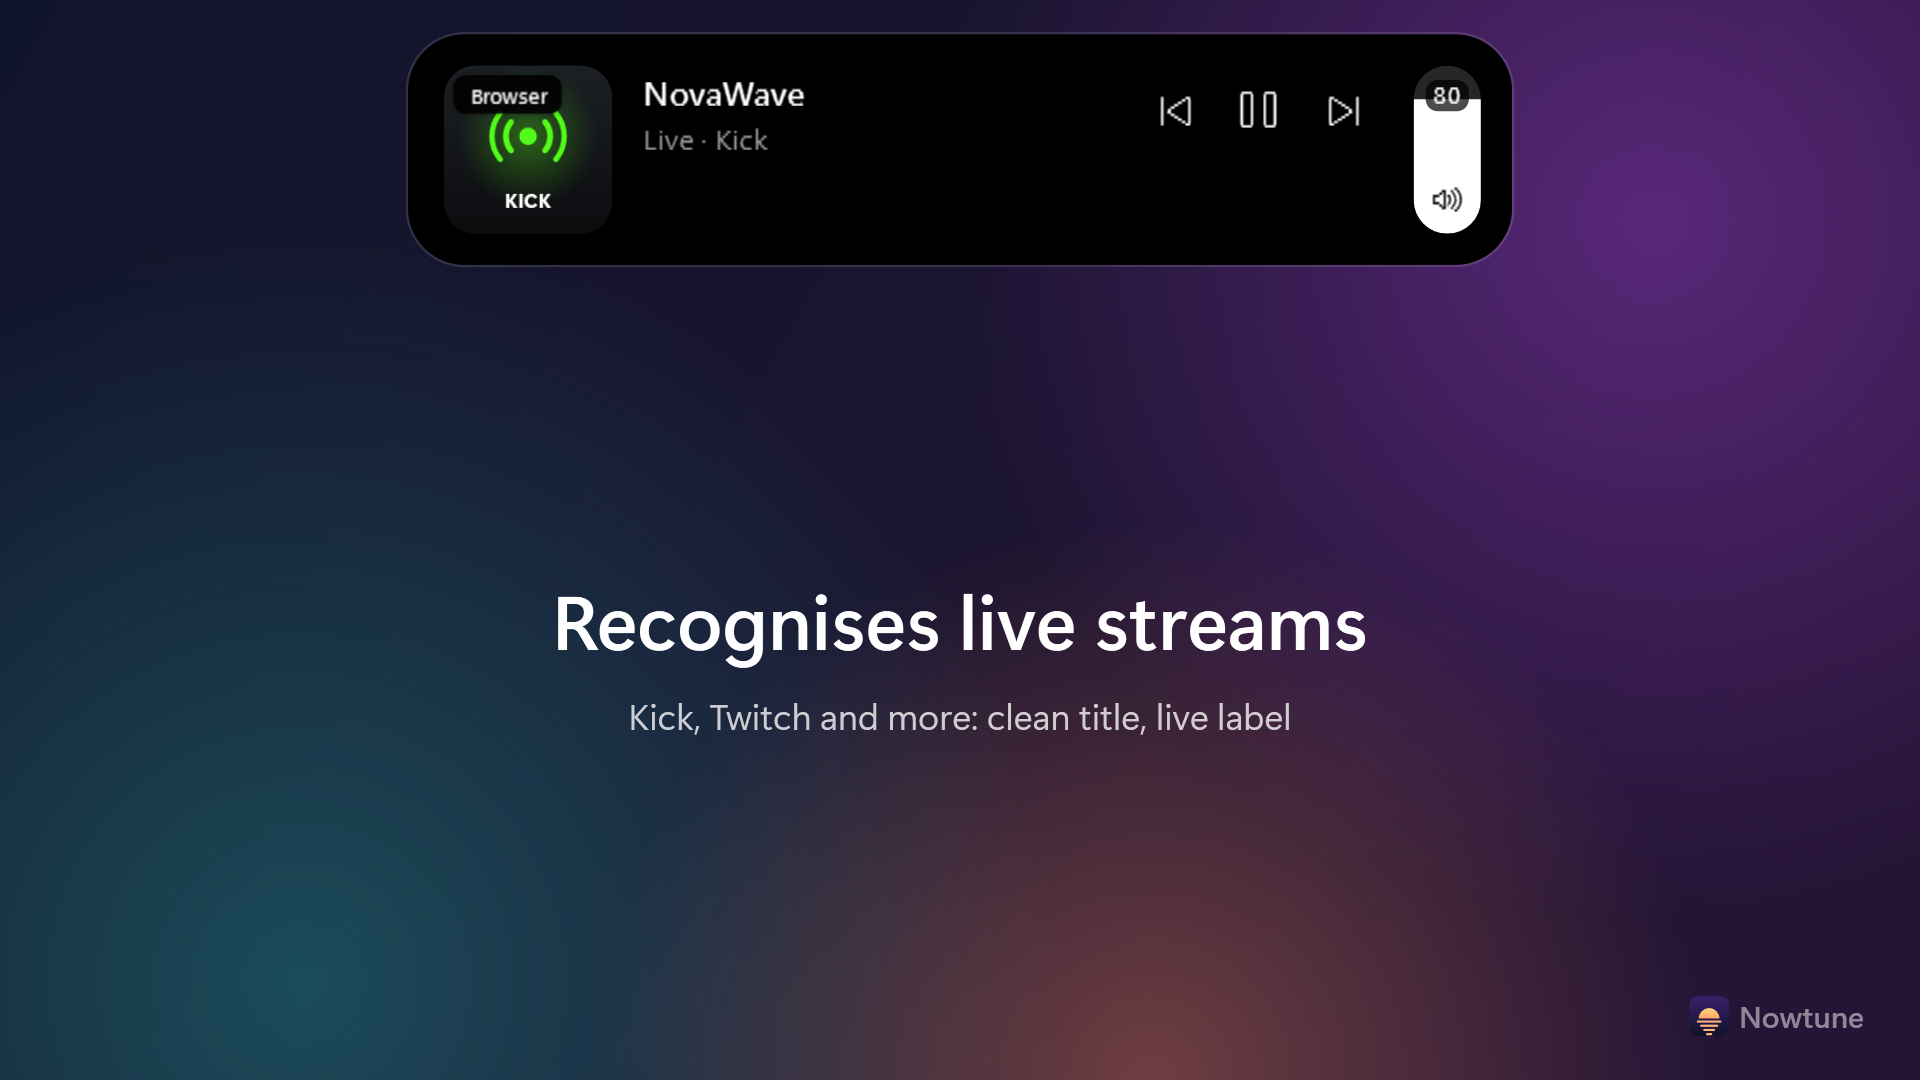 Browser
KICK
NovaWave
Live · Kick
80
Recognises live streams
Kick, Twitch and more: clean title, live label
Nowtune